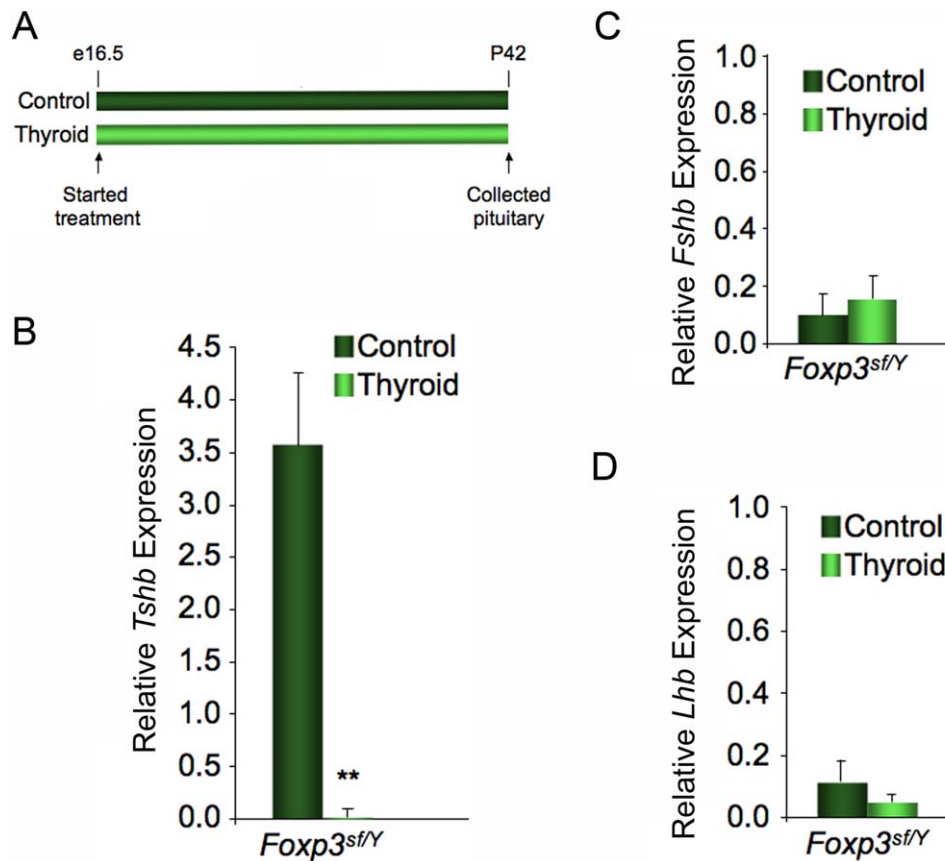 A
e16.5 P42
Control
Thyroid
Started
treatment
Collected
pituitary
B
Relative Tshb Expression
4.5
4.0
3.5
3.0
2.5
2.0
1.5
1.0
0.5
0.0
Control
Thyroid
**
Foxp3sf/Y
C
Relative Fshb Expression
1.0
0.8
0.6
0.4
0.2
0.0
Control
Thyroid
Foxp3sf/Y
D
Relative Lhb Expression
1.0
0.8
0.6
0.4
0.2
0.0
Control
Thyroid
Foxp3sf/Y